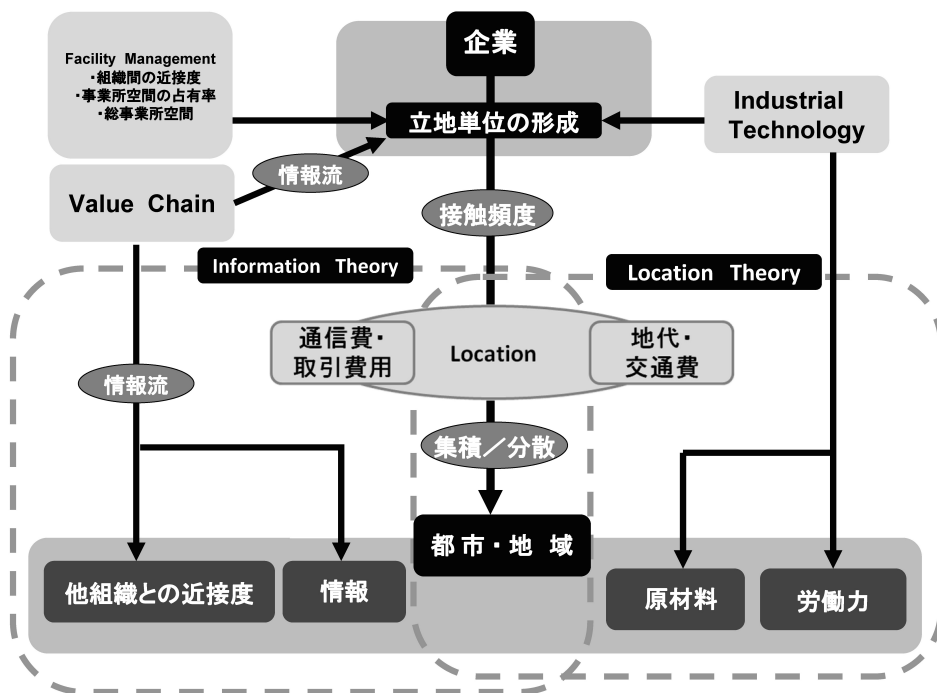 企業
Facility Management
・組織間の近接度
・事業所空間の占有率
・総事業所空間
立地単位の形成
Industrial
Technology
情報流
Value Chain
接触頻度
Information Theory
Location Theory
通信費・
取引費用
Location
地代・
交通費
情報流
集積／分散
都市・地域
他組織との近接度
情報
原材料
労働力